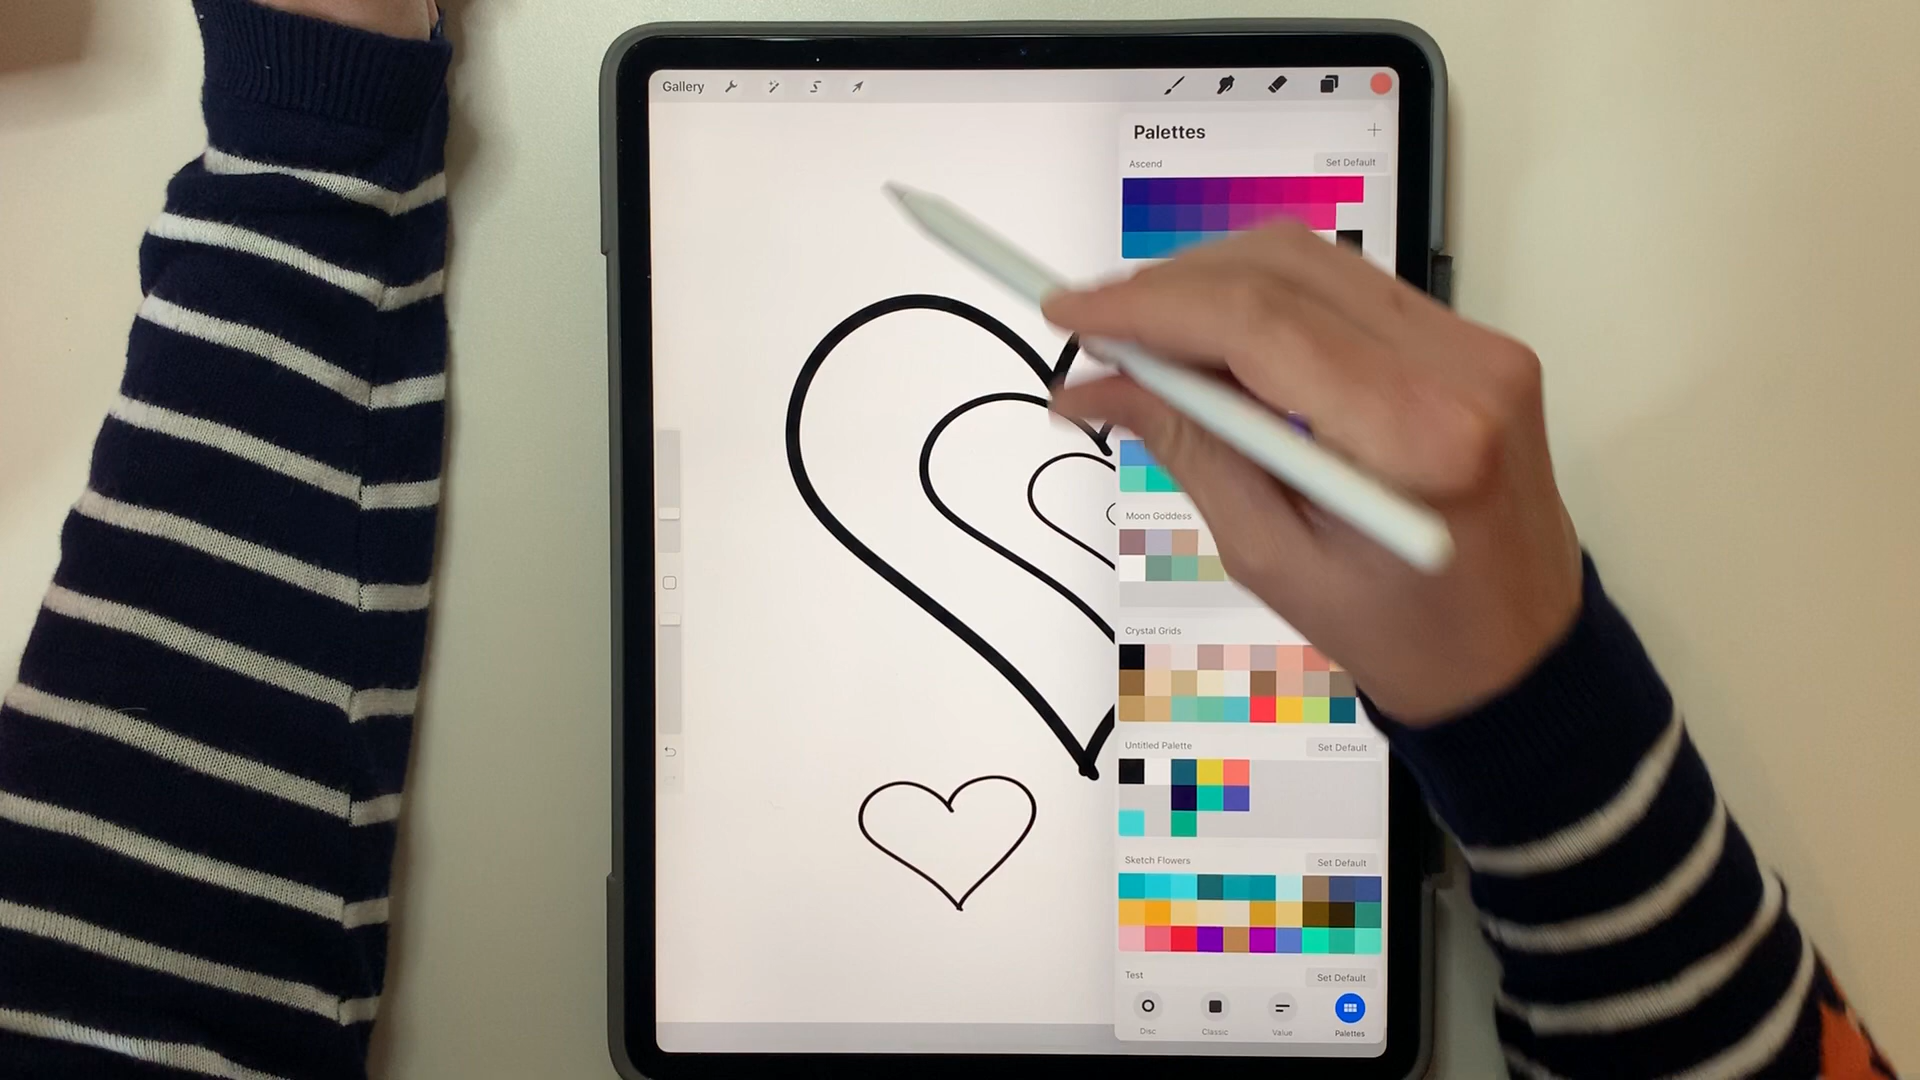 Gallery
Palettes
Ascend
Set Default
Moon Goddess
Crystal Grids
Untitled Palette
Set Default
Sketch Flowers
Set Default
Test
Set Default
Disc
Classic
Value
Palettes